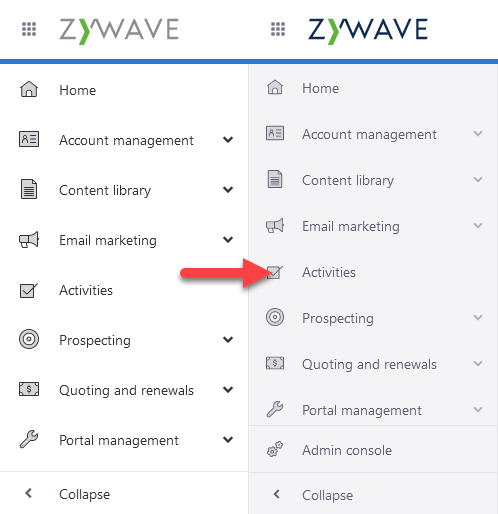 ZYWAVE
Home
Account management
Content library
Email marketing
Activities
Prospecting
Quoting and renewals
Portal management
Collapse
ZYWAVE
Home
Account management
Content library
Email marketing
Activities
Prospecting
Quoting and renewals
Portal management
Admin console
Collapse